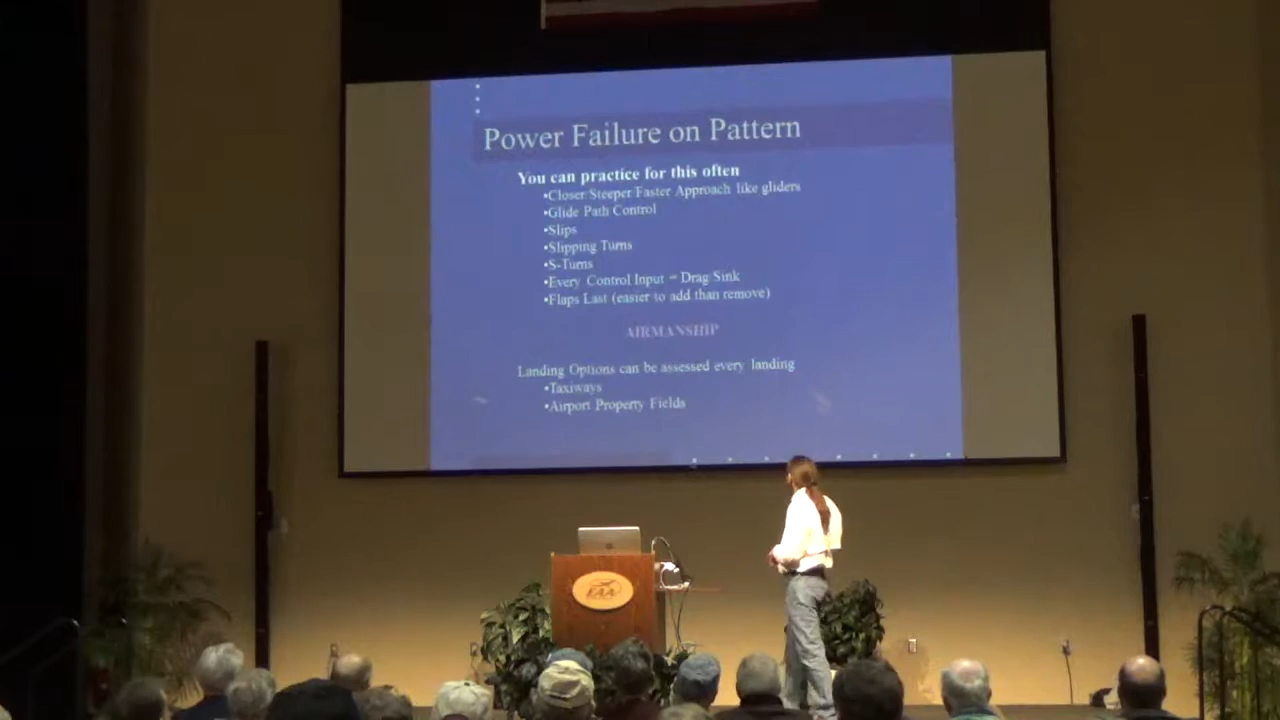 Power Failure on Pattern
You can practice for this often
•Closer Steeper Faster Approach like gliders
•Glide Path Control
•Slips
•Slipping Turns
•S-Turns
•Every Control Input = Drag/Sink
•Flaps Last (easier to add than remove)
AIRMANSHIP
Landing Options can be assessed every landing
•Taxiways
•Airport Property Fields
EAA